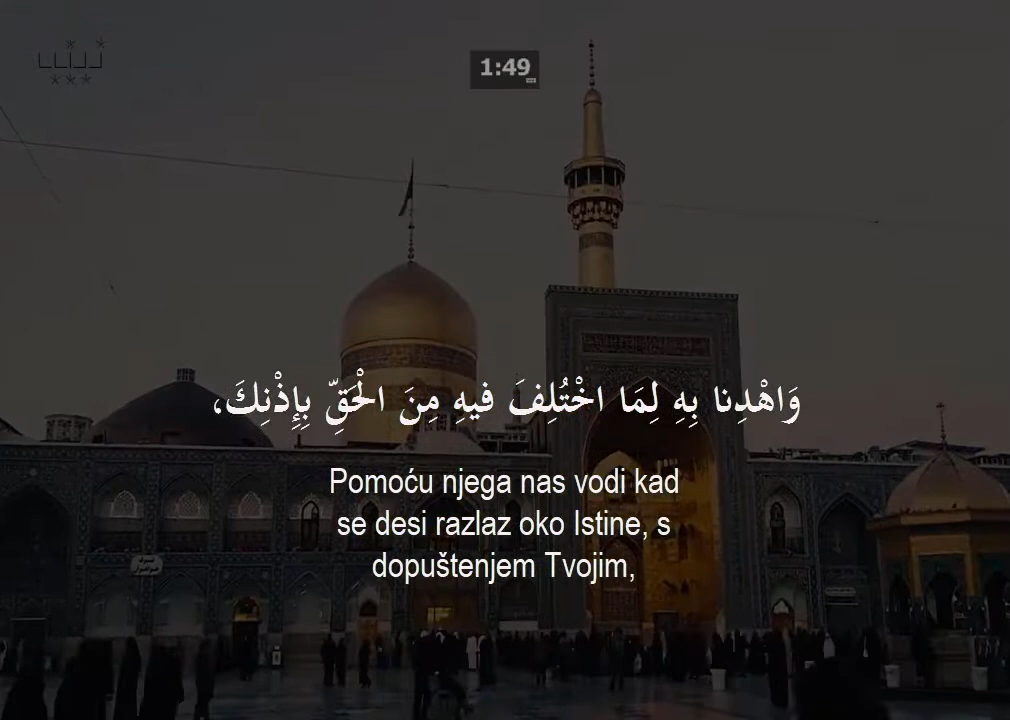 1:49
وَاهْدِنا بِهِ لِمَا اخْتُلِفَ فيهِ مِنَ الْحَقِّ بِإِذْنِكَ،
Pomoću njega nas vodi kad
se desi razlaz oko Istine, s
dopuštenjem Tvojim,